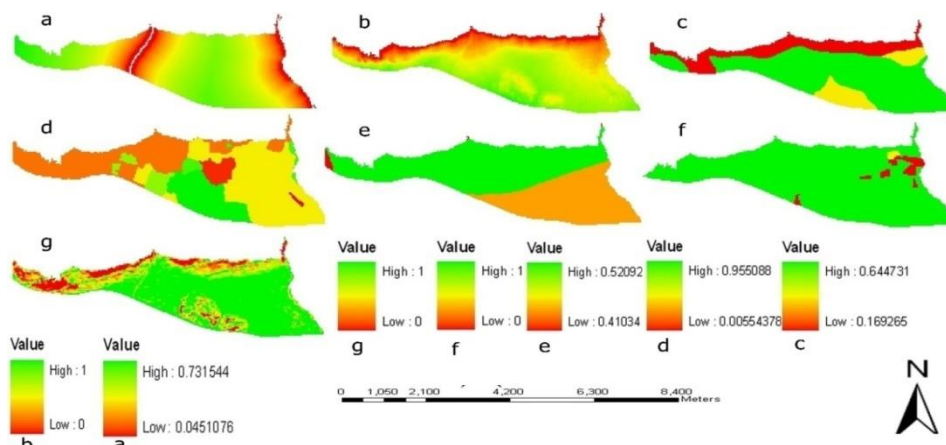 a
b
c
d
e
f
g
Value
High : 1
Low : 0
g
Value
High : 1
Low : 0
f
Value
High : 0.52092
Low : 0.41034
e
Value
High : 0.955088
Low : 0.00554378
d
Value
High : 0.644731
Low : 0.169265
c
Value
High : 1
Low : 0
b
Value
High : 0.731544
Low : 0.0451076
a
0 1,050 2,100 4,200 6,300 8,400
Meters
N